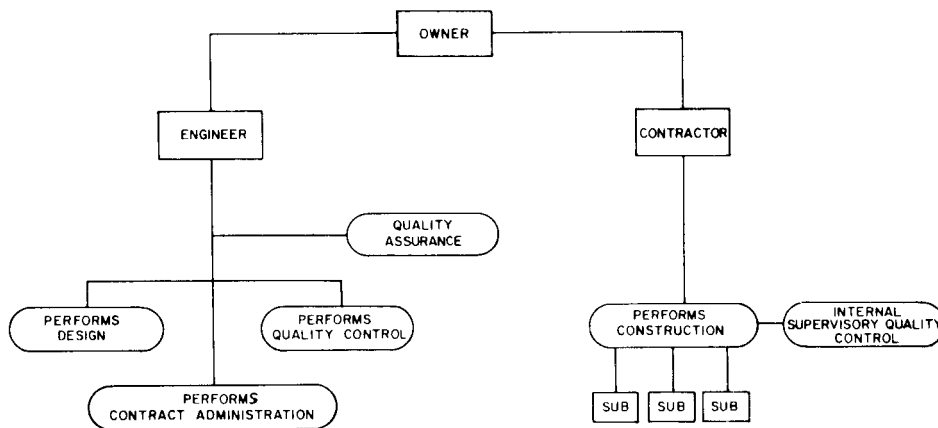 OWNER
ENGINEER
CONTRACTOR
QUALITY
ASSURANCE
PERFORMS
DESIGN
PERFORMS
QUALITY CONTROL
PERFORMS
CONTRACT ADMINISTRATION
PERFORMS
CONSTRUCTION
INTERNAL
SUPERVISORY QUALITY
CONTROL
SUB
SUB
SUB